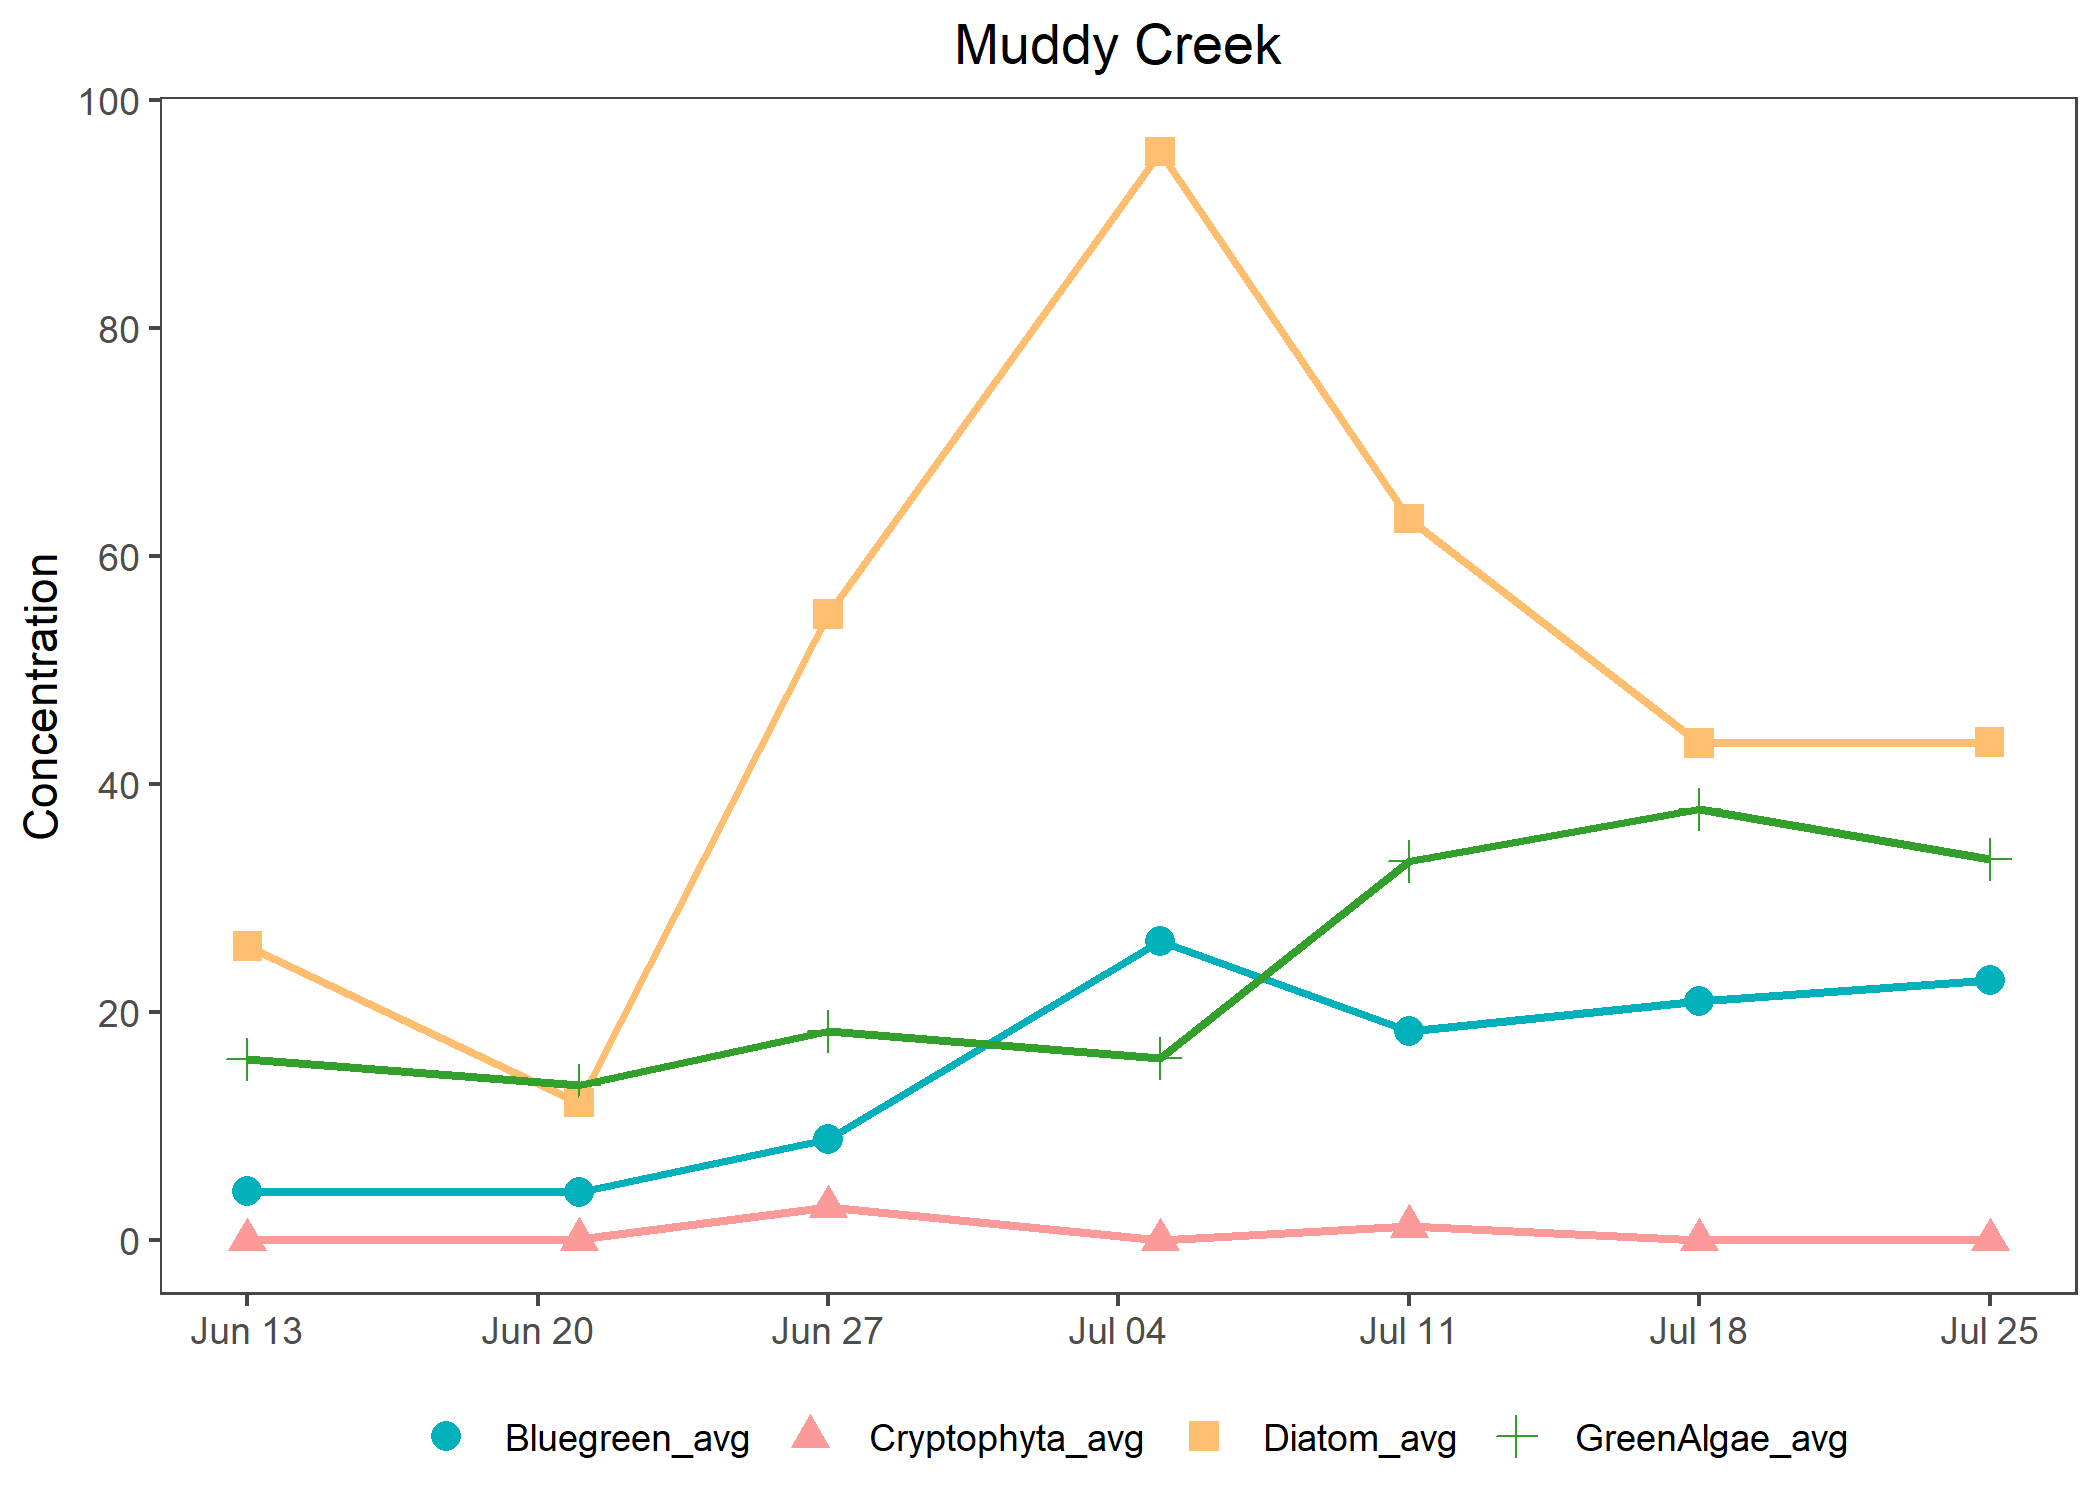 Muddy Creek
100
80
60
40
20
0
Concentration
Jun 13 Jun 20 Jun 27 Jul 04 Jul 11 Jul 18 Jul 25
Bluegreen_avg Cryptophyta_avg Diatom_avg GreenAlgae_avg